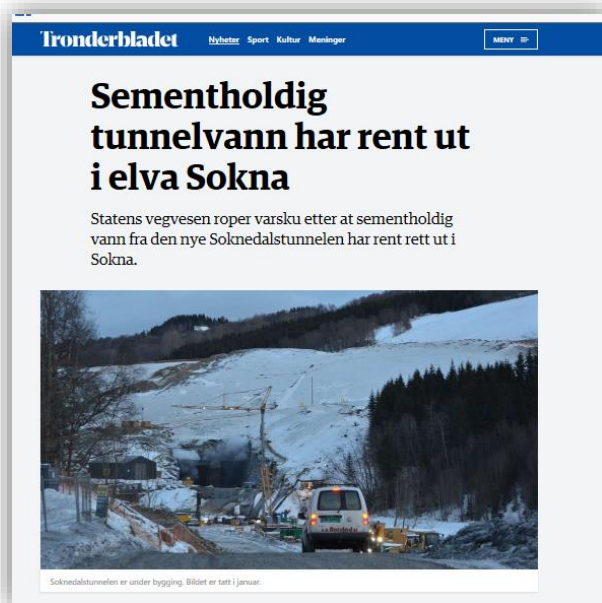 Trønderbladet
Nyheter Sport Kultur Meninger
MENY
Sementholdig
tunnelvann har rent ut
i elva Sokna
Statens vegvesen roper varsku etter at sementholdig
vann fra den nye Soknedalstunnelen har rent rett ut i
Sokna.
Soknedalstunnelen er under bygging. Bildet er tatt i januar.